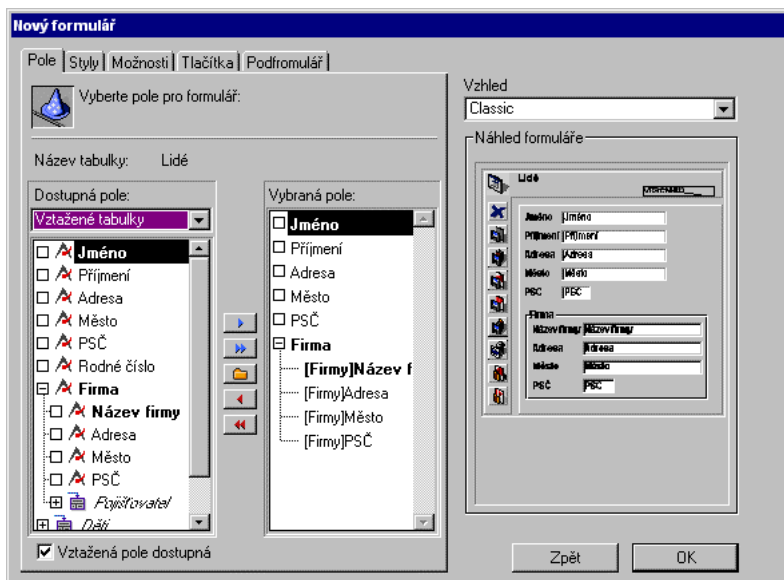 Nový formulář
Pole Styly Možnosti Tlačítka Podfromulář
Vyberte pole pro formulář:
Název tabulky: Lidé
Dostupná pole:
Vztažené tabulky
Jméno
Příjmení
Adresa
Město
PSČ
Rodné číslo
Firma
Název firmy
Adresa
Město
PSČ
Pojišťovatel
Děti
Vztažená pole dostupná
Vybraná pole:
Jméno
Příjmení
Adresa
Město
PSČ
Firma
[Firmy]Název f
[Firmy]Adresa
[Firmy]Město
[Firmy]PSČ
Vzhled
Classic
Náhled formuláře
Lidé
Jméno Jméno
Příjmení Příjmení
Adresa Adresa
Město Město
PSČ PSČ
Firma
Název firmy Název firmy
Adresa Adresa
Město Město
PSČ PSČ
Zpět OK